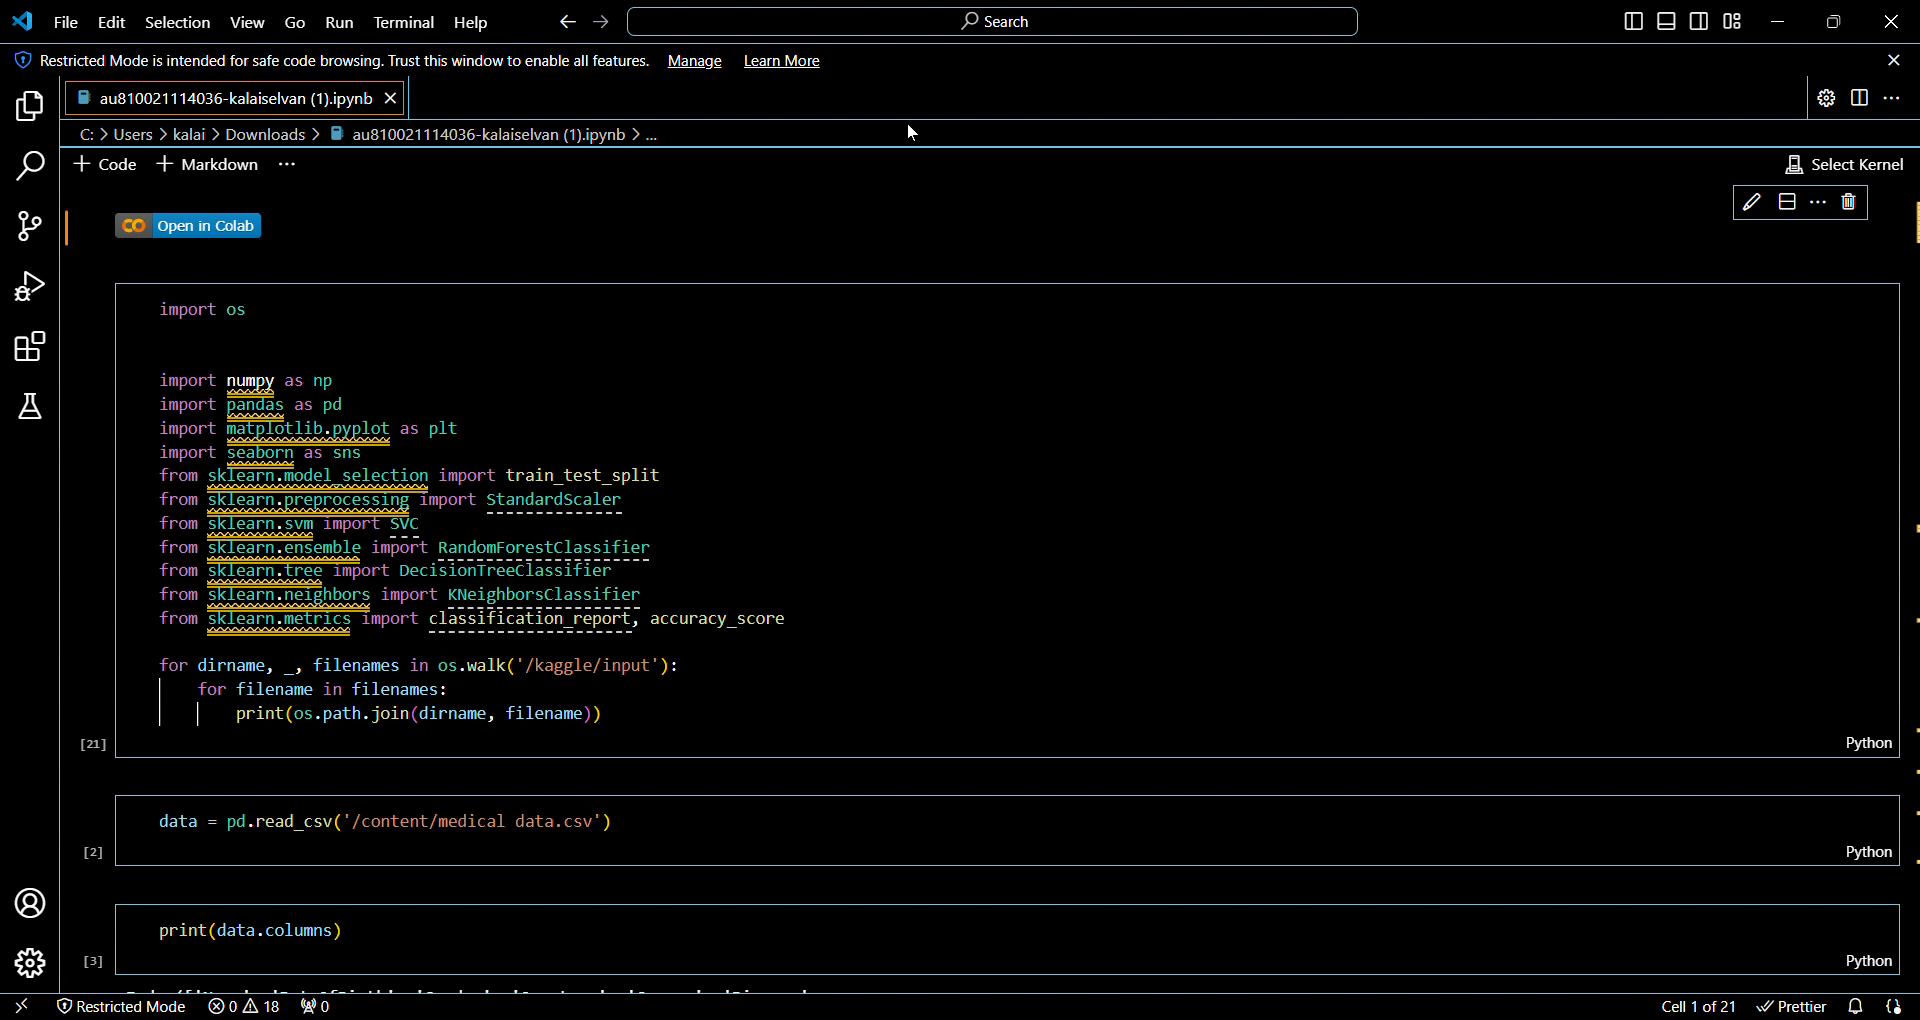 File Edit Selection View Go Run Terminal Help Search
Restricted Mode is intended for safe code browsing. Trust this window to enable all features. Manage Learn More
au810021114036-kalaiselvan (1).ipynb
C: > Users > kalai > Downloads > au810021114036-kalaiselvan (1).ipynb > ...
+ Code + Markdown ... Select Kernel
CO Open in Colab
import os
import numpy as np
import pandas as pd
import matplotlib.pyplot as plt
import seaborn as sns
from sklearn.model_selection import train_test_split
from sklearn.preprocessing import StandardScaler
from sklearn.svm import SVC
from sklearn.ensemble import RandomForestClassifier
from sklearn.tree import DecisionTreeClassifier
from sklearn.neighbors import KNeighborsClassifier
from sklearn.metrics import classification_report, accuracy_score
for dirname, _, filenames in os.walk('/kaggle/input'):
for filename in filenames:
print(os.path.join(dirname, filename))
[21] Python
data = pd.read_csv('/content/medical data.csv')
[2] Python
print(data.columns)
[3] Python
Restricted Mode 0 18 0 Cell 1 of 21 Prettier